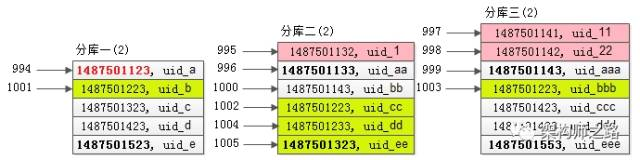 分库一(2)
994 1487501123, uid_a
1001 1487501223, uid_b
1487501323, uid_c
1487501423, uid_d
1487501523, uid_e
分库二(2)
995 1487501132, uid_1
996 1487501133, uid_aa
1000 1487501143, uid_bb
1002 1487501223, uid_cc
1004 1487501233, uid_dd
1005 1487501323, uid_ee
分库三(2)
997 1487501141, uid_11
998 1487501142, uid_22
999 1487501143, uid_aaa
1003 1487501223, uid_bbb
1487501423, uid_ccc
1487501453, uid_ddd
1487501553, uid_eee
架构师之路